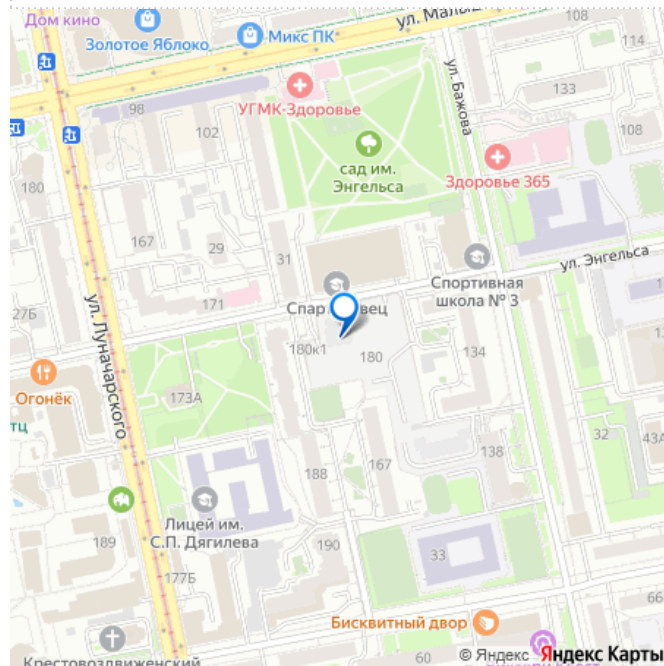 Дом кино
Золотое Яблоко
Микс ПК
ул. Малы
108
114
98
102
УГМК-Здоровье
ул. Бажова
133
108
180
сад им.
Энгельса
Здоровье 365
167
29
31
ул. Энгельса
27Б
171
Спортивная
школа № 3
180к1
180
134
Огонёк
тц
173А
ул. Луначарского
188
167
138
32
43А
Лицей им.
С.П. Дягилева
189
190
33
177Б
Бисквитный двор
66
60
Крестовоздвиженский
© Яндекс Яндекс Карты